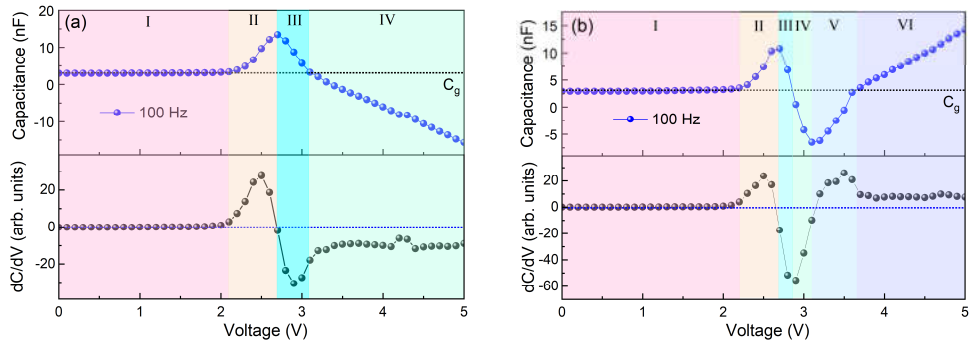 (a)
I II III IV
Capacitance (nF)
10
0
-10
100 Hz
Cg
dC/dV (arb. units)
20
0
-20
0 1 2 3 4 5
Voltage (V)
(b)
I II III IV V VI
Capacitance (nF)
15
10
5
0
-5
100 Hz
Cg
dC/dV (arb. units)
40
20
0
-20
-40
-60
0 1 2 3 4 5
Voltage (V)